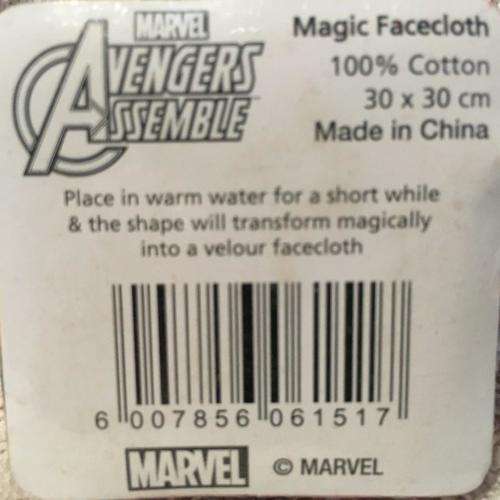 MARVEL
AVENGERS
ASSEMBLE
Magic Facecloth
100% Cotton
30 x 30 cm
Made in China
Place in warm water for a short while
& the shape will transform magically
into a velour facecloth
6 007856 061517
MARVEL © MARVEL